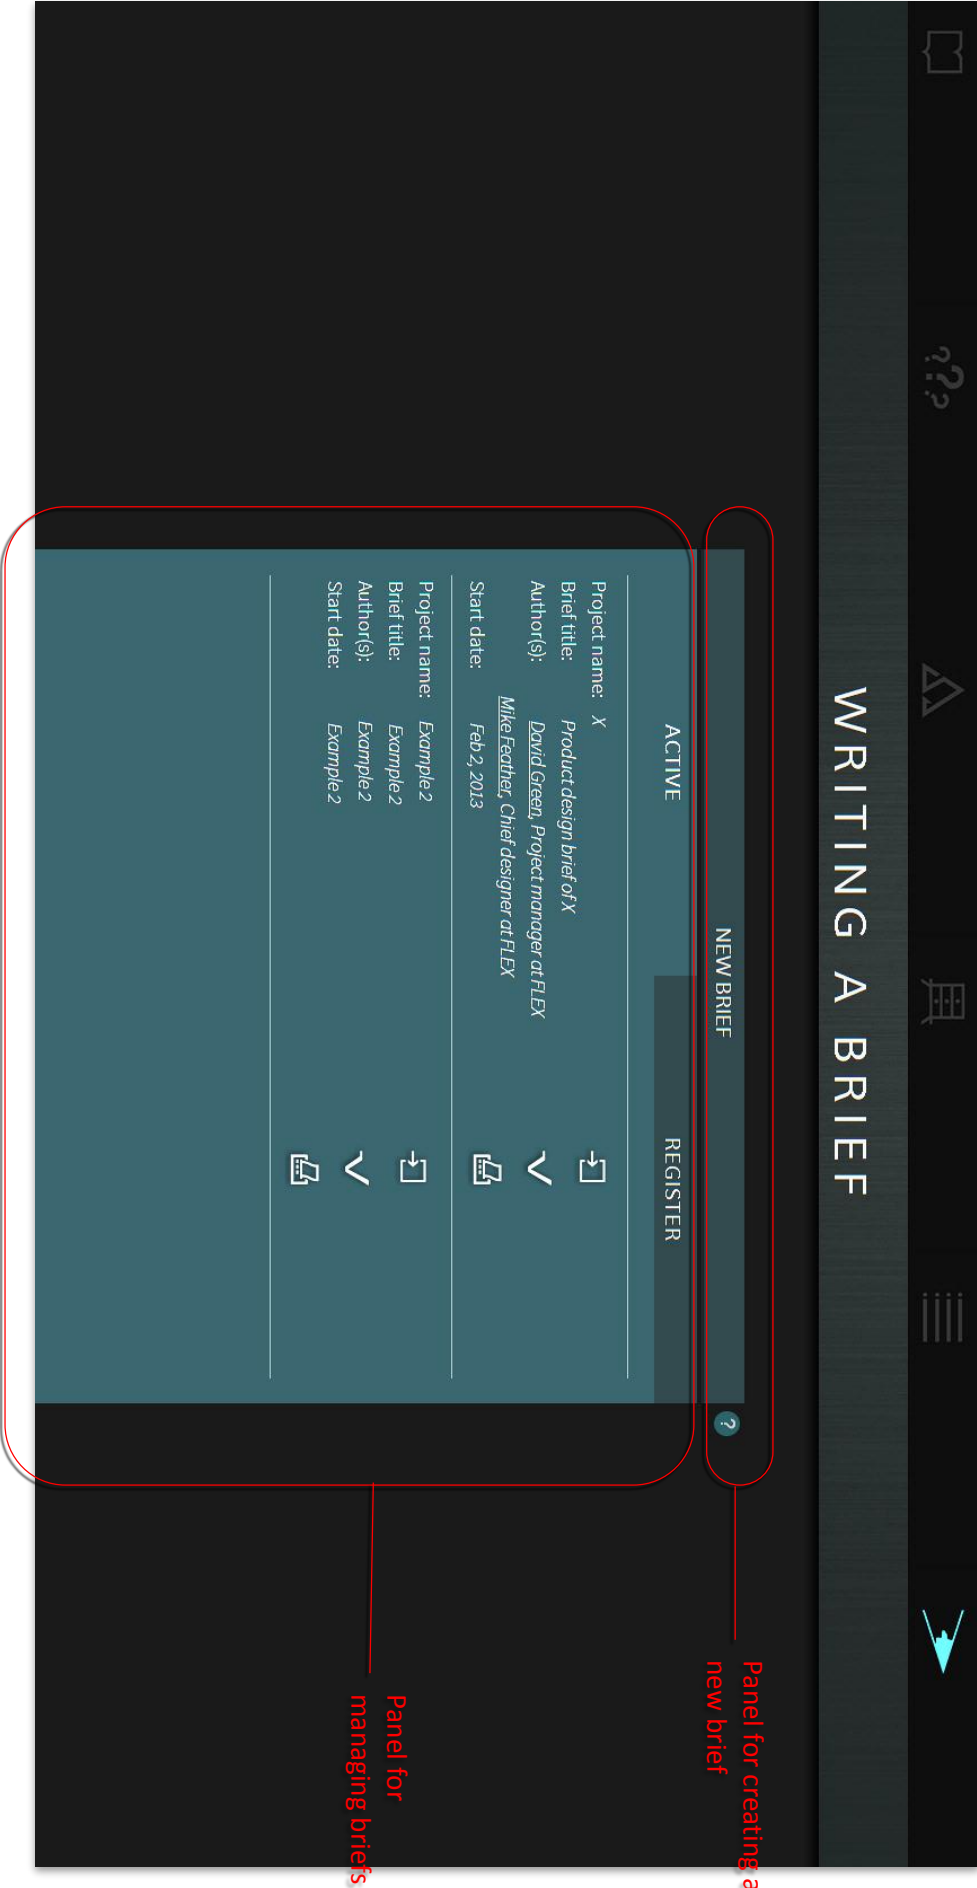 WRITING A BRIEF
NEW BRIEF
?
Panel for creating a
new brief
ACTIVE
REGISTER
Project name: X
Brief title: Product design brief of X
Author(s): David Green, Project manager at FLEX
Mike Feather, Chief designer at FLEX
Start date: Feb 2, 2013
Project name: Example 2
Brief title: Example 2
Author(s): Example 2
Start date: Example 2
Panel for
managing briefs